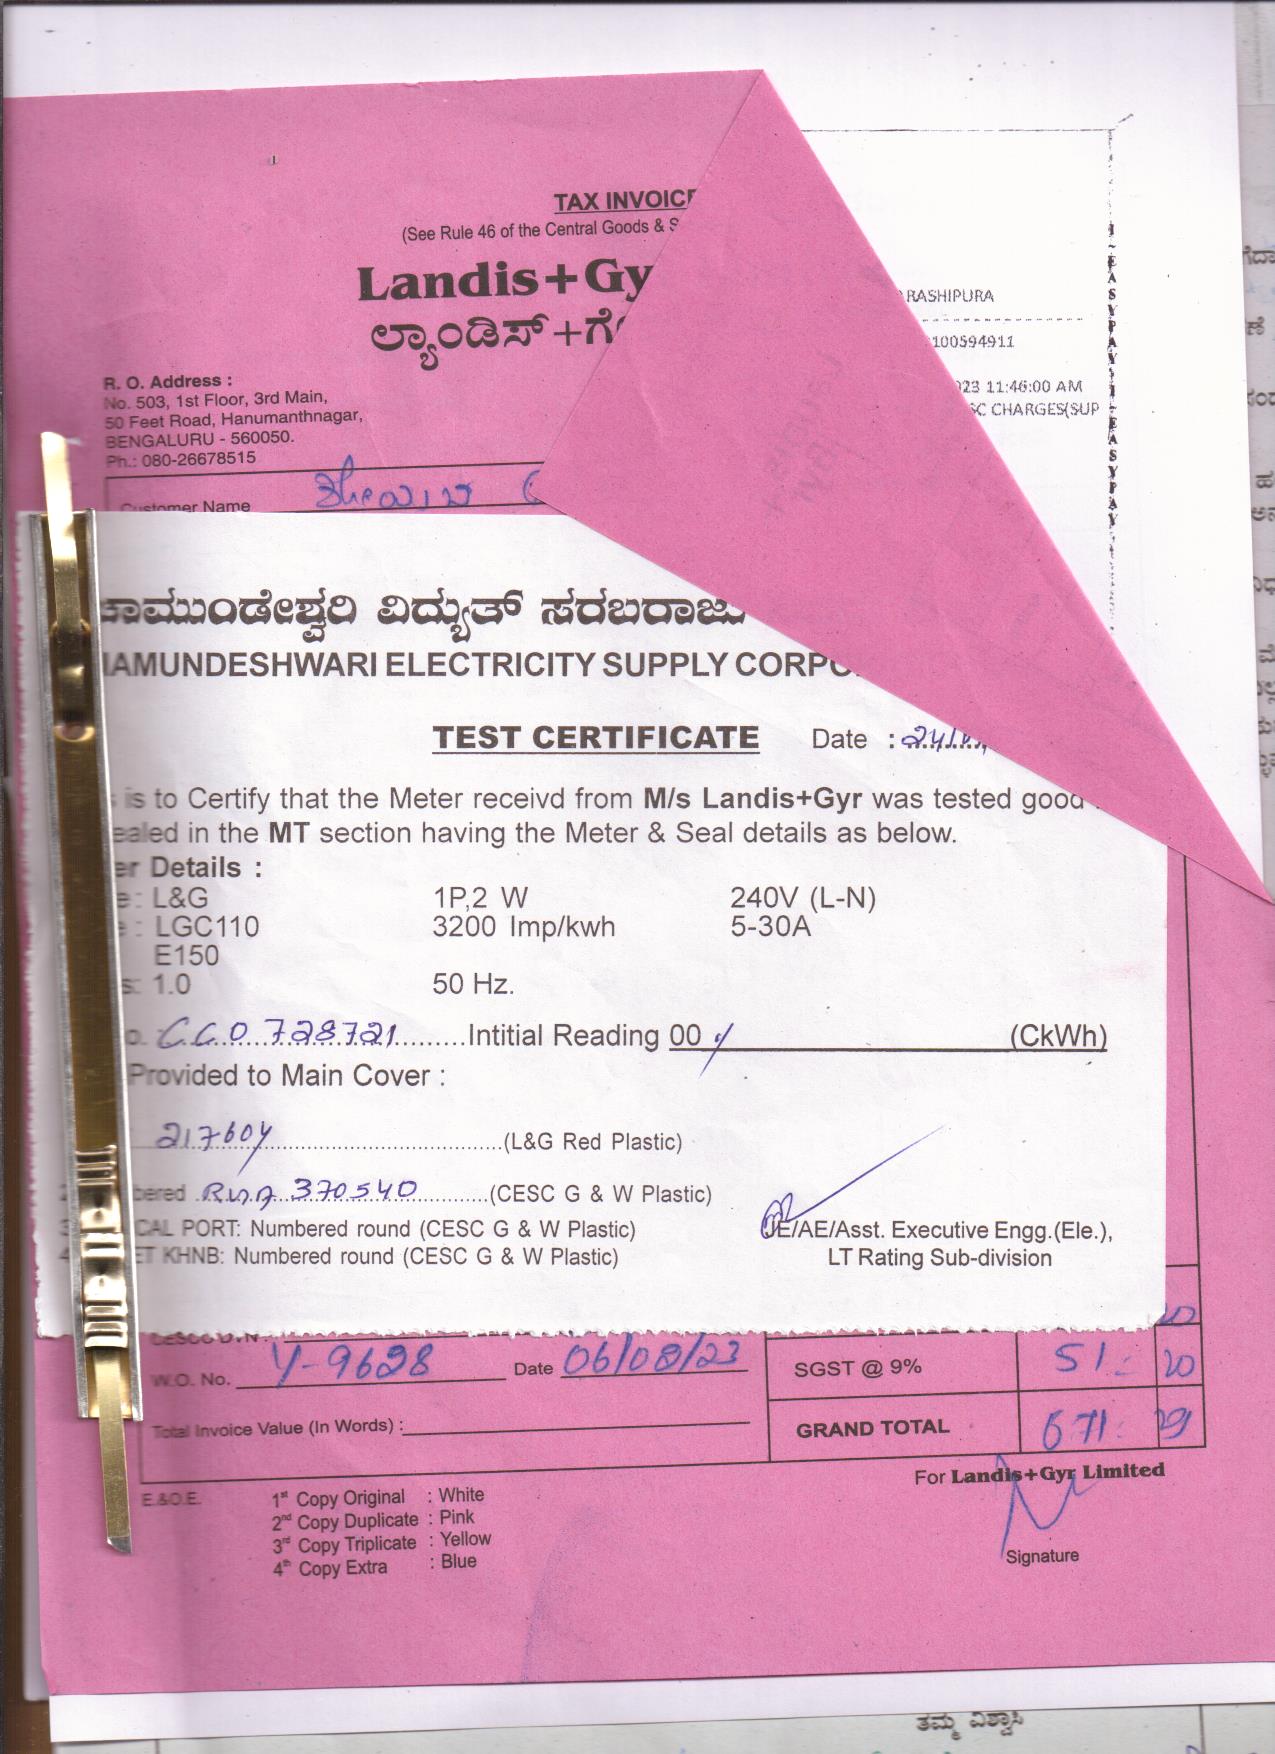 TAX INVOICE
(See Rule 46 of the Central Goods & S
Landis+Gy
ಲ್ಯಾಂಡಿಸ್+ಗೆ
RASHIPURA
100594911
023 11:46:00 AM
SC CHARGES(SUP
I-EASYPAY I-EASYPAY
R. O. Address :
No. 503, 1st Floor, 3rd Main,
50 Feet Road, Hanumanthnagar,
BENGALURU - 560050.
Ph.: 080-26678515
Customer Name
ಚಾಮುಂಡೇಶ್ವರಿ ವಿದ್ಯುತ್ ಸರಬರಾಜು
AMUNDESHWARI ELECTRICITY SUPPLY CORPO
TEST CERTIFICATE Date :
is to Certify that the Meter receivd from M/s Landis+Gyr was tested good
ealed in the MT section having the Meter & Seal details as below.
er Details :
e : L&G 1P,2 W 240V (L-N)
e : LGC110 3200 Imp/kwh 5-30A
E150
s: 1.0 50 Hz.
o. CC0728721 Intitial Reading 00 (CkWh)
Provided to Main Cover :
217604 (L&G Red Plastic)
bered 370540 (CESC G & W Plastic)
CAL PORT: Numbered round (CESC G & W Plastic)
ET KHNB: Numbered round (CESC G & W Plastic)
JE/AE/Asst. Executive Engg.(Ele.),
LT Rating Sub-division
W.O. No. Y-9628 Date 06/08/23
SGST @ 9% 51 : 20
Total Invoice Value (In Words) :
GRAND TOTAL 671 : 29
For Landis+Gyr Limited
E.&O.E.
1st Copy Original : White
2nd Copy Duplicate : Pink
3rd Copy Triplicate : Yellow
4th Copy Extra : Blue
Signature
ತಮ್ಮ ವಿಶ್ವಾಸಿ